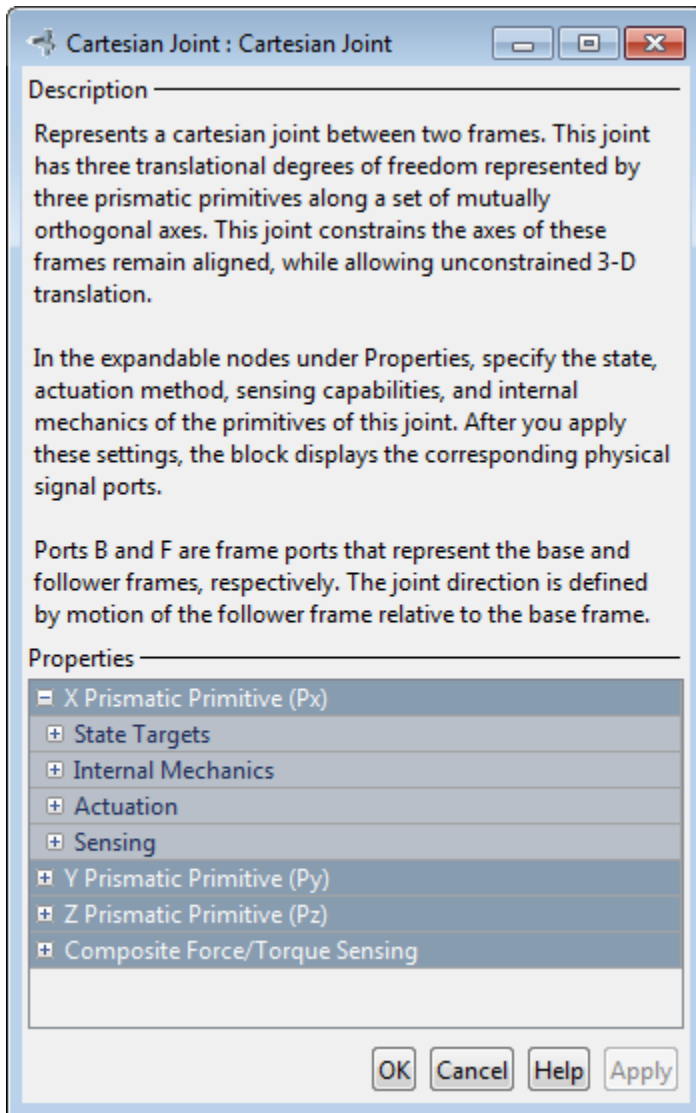 Cartesian Joint : Cartesian Joint
Description
Represents a cartesian joint between two frames. This joint
has three translational degrees of freedom represented by
three prismatic primitives along a set of mutually
orthogonal axes. This joint constrains the axes of these
frames remain aligned, while allowing unconstrained 3-D
translation.
In the expandable nodes under Properties, specify the state,
actuation method, sensing capabilities, and internal
mechanics of the primitives of this joint. After you apply
these settings, the block displays the corresponding physical
signal ports.
Ports B and F are frame ports that represent the base and
follower frames, respectively. The joint direction is defined
by motion of the follower frame relative to the base frame.
Properties
X Prismatic Primitive (Px)
State Targets
Internal Mechanics
Actuation
Sensing
Y Prismatic Primitive (Py)
Z Prismatic Primitive (Pz)
Composite Force/Torque Sensing
OK Cancel Help Apply